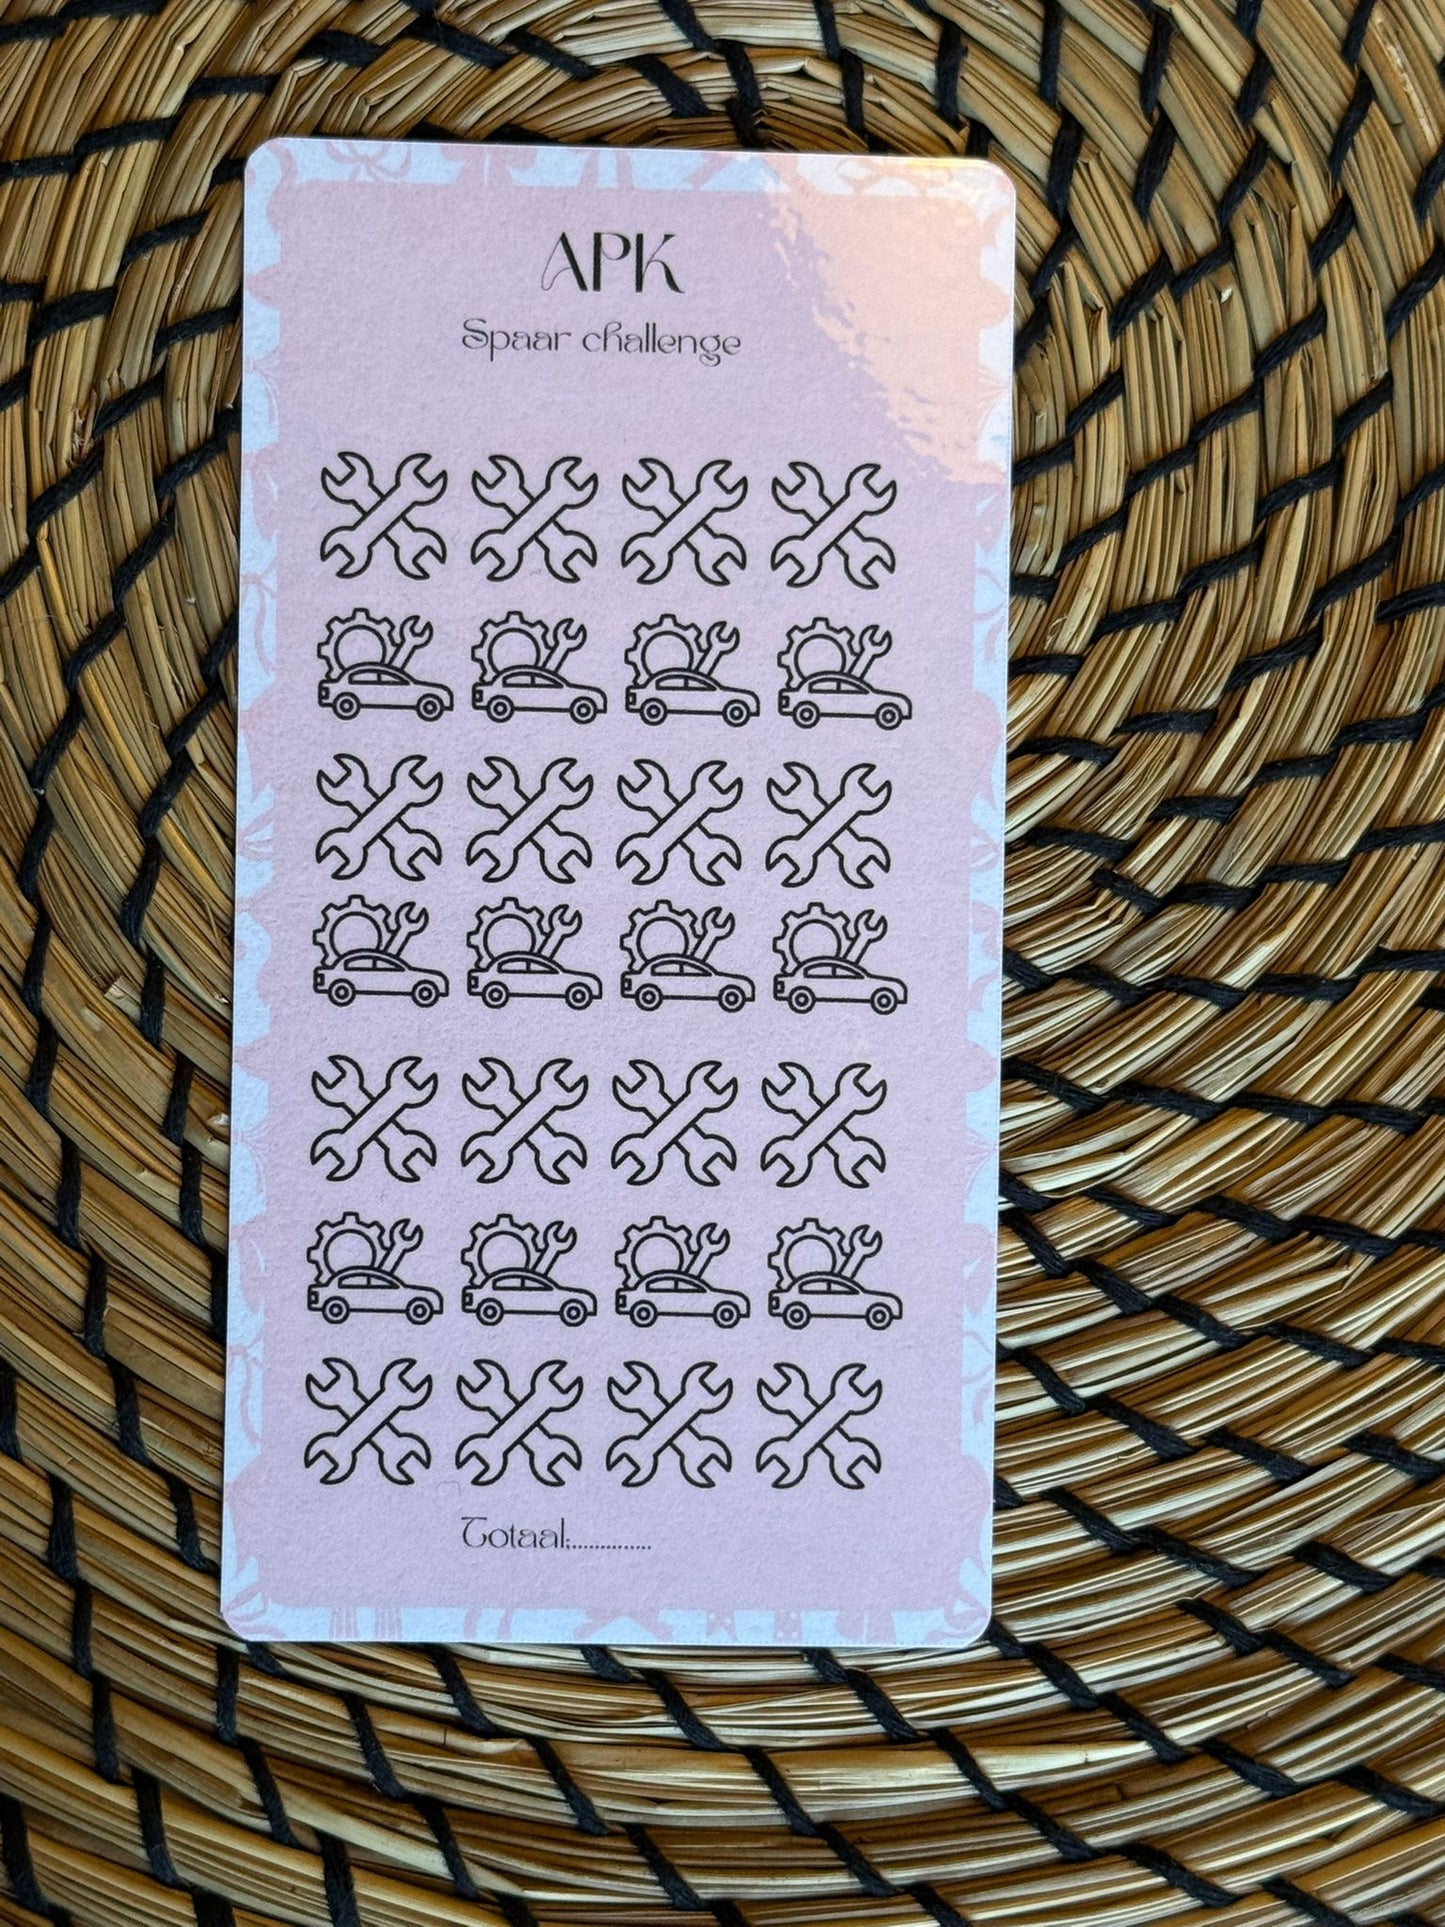 APK
Spaar challenge
Totaal:..............